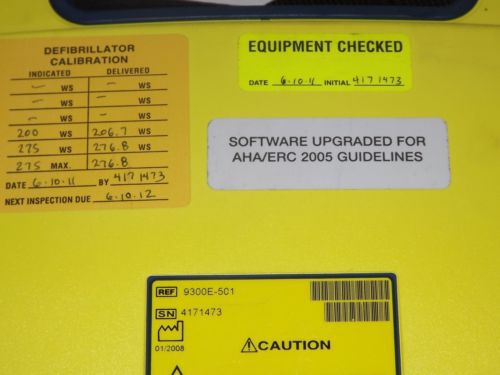 DEFIBRILLATOR
CALIBRATION
INDICATED DELIVERED
— WS — WS
— WS — WS
— WS — WS
200 WS 206.7 WS
275 WS 276.8 WS
275 MAX. 276.8
DATE 6-10-11 BY 4171473
NEXT INSPECTION DUE 6-10-12
EQUIPMENT CHECKED
DATE 6-10-11 INITIAL 4171473
SOFTWARE UPGRADED FOR
AHA/ERC 2005 GUIDELINES
REF 9300E-501
SN 4171473
01/2008
CAUTION